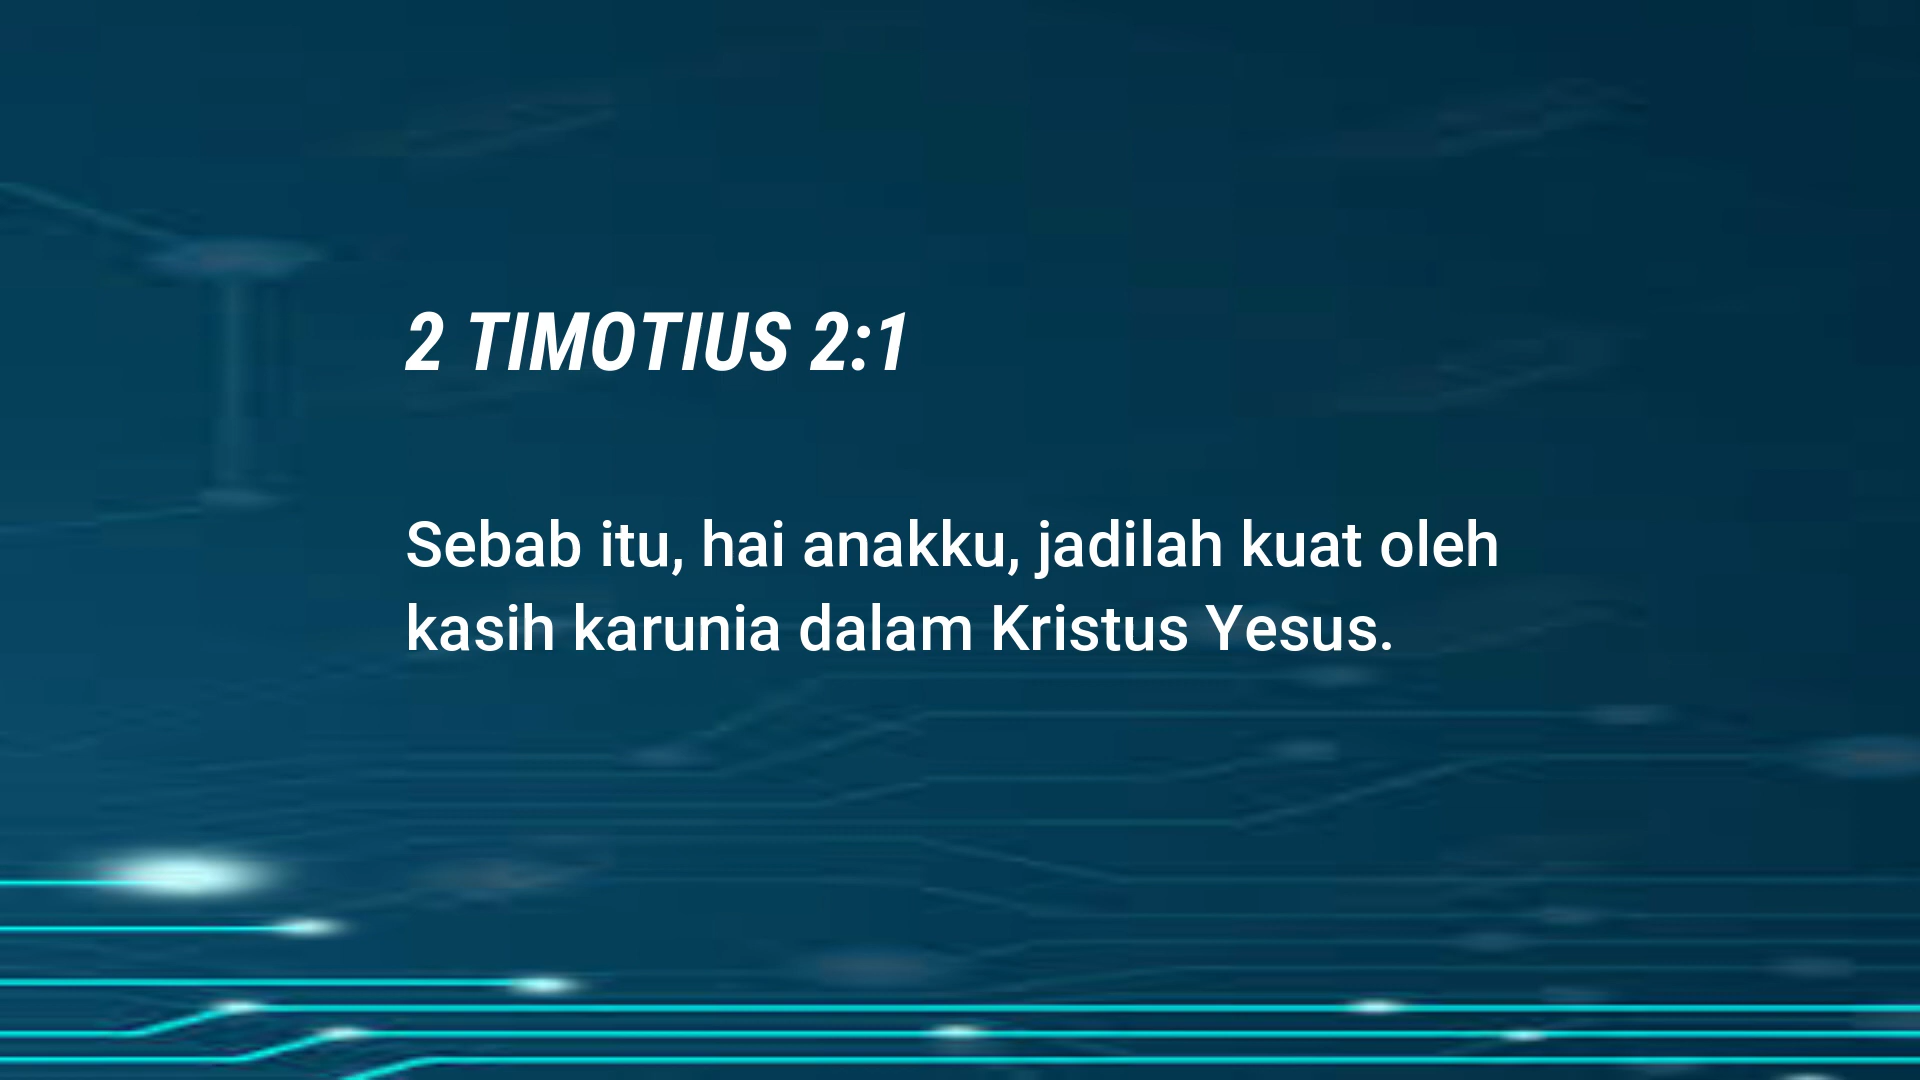 2 TIMOTIUS 2:1
Sebab itu, hai anakku, jadilah kuat oleh
kasih karunia dalam Kristus Yesus.